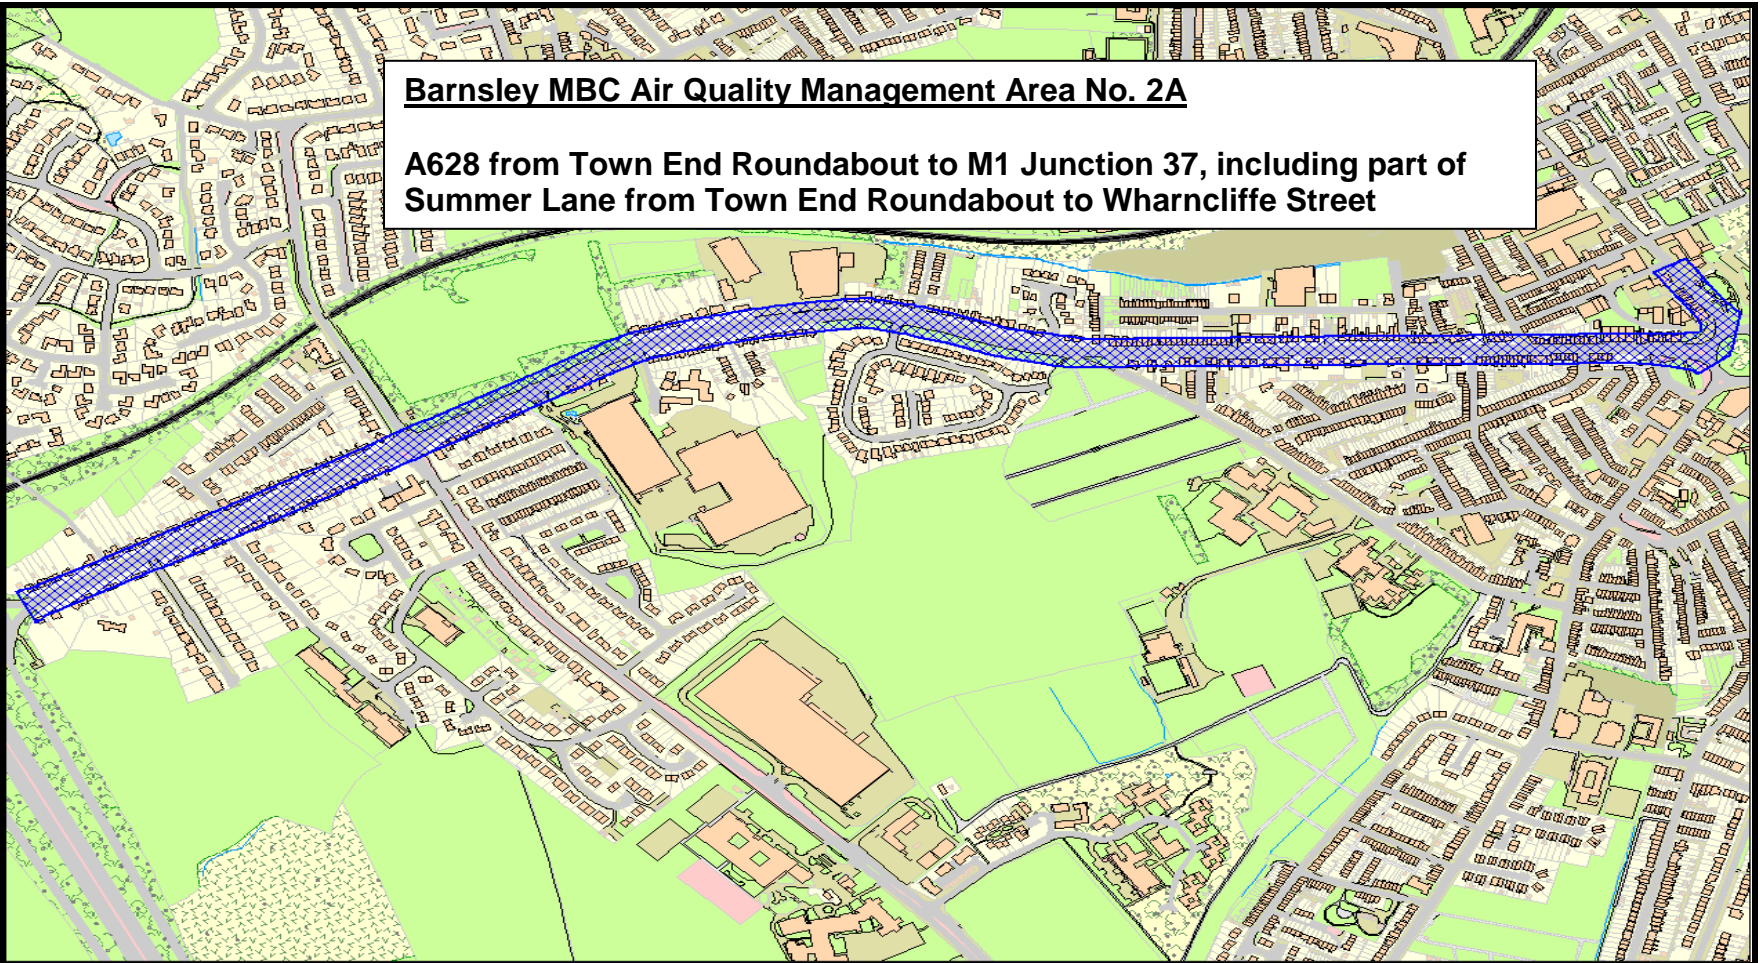 Barnsley MBC Air Quality Management Area No. 2A
A628 from Town End Roundabout to M1 Junction 37, including part of
Summer Lane from Town End Roundabout to Wharncliffe Street